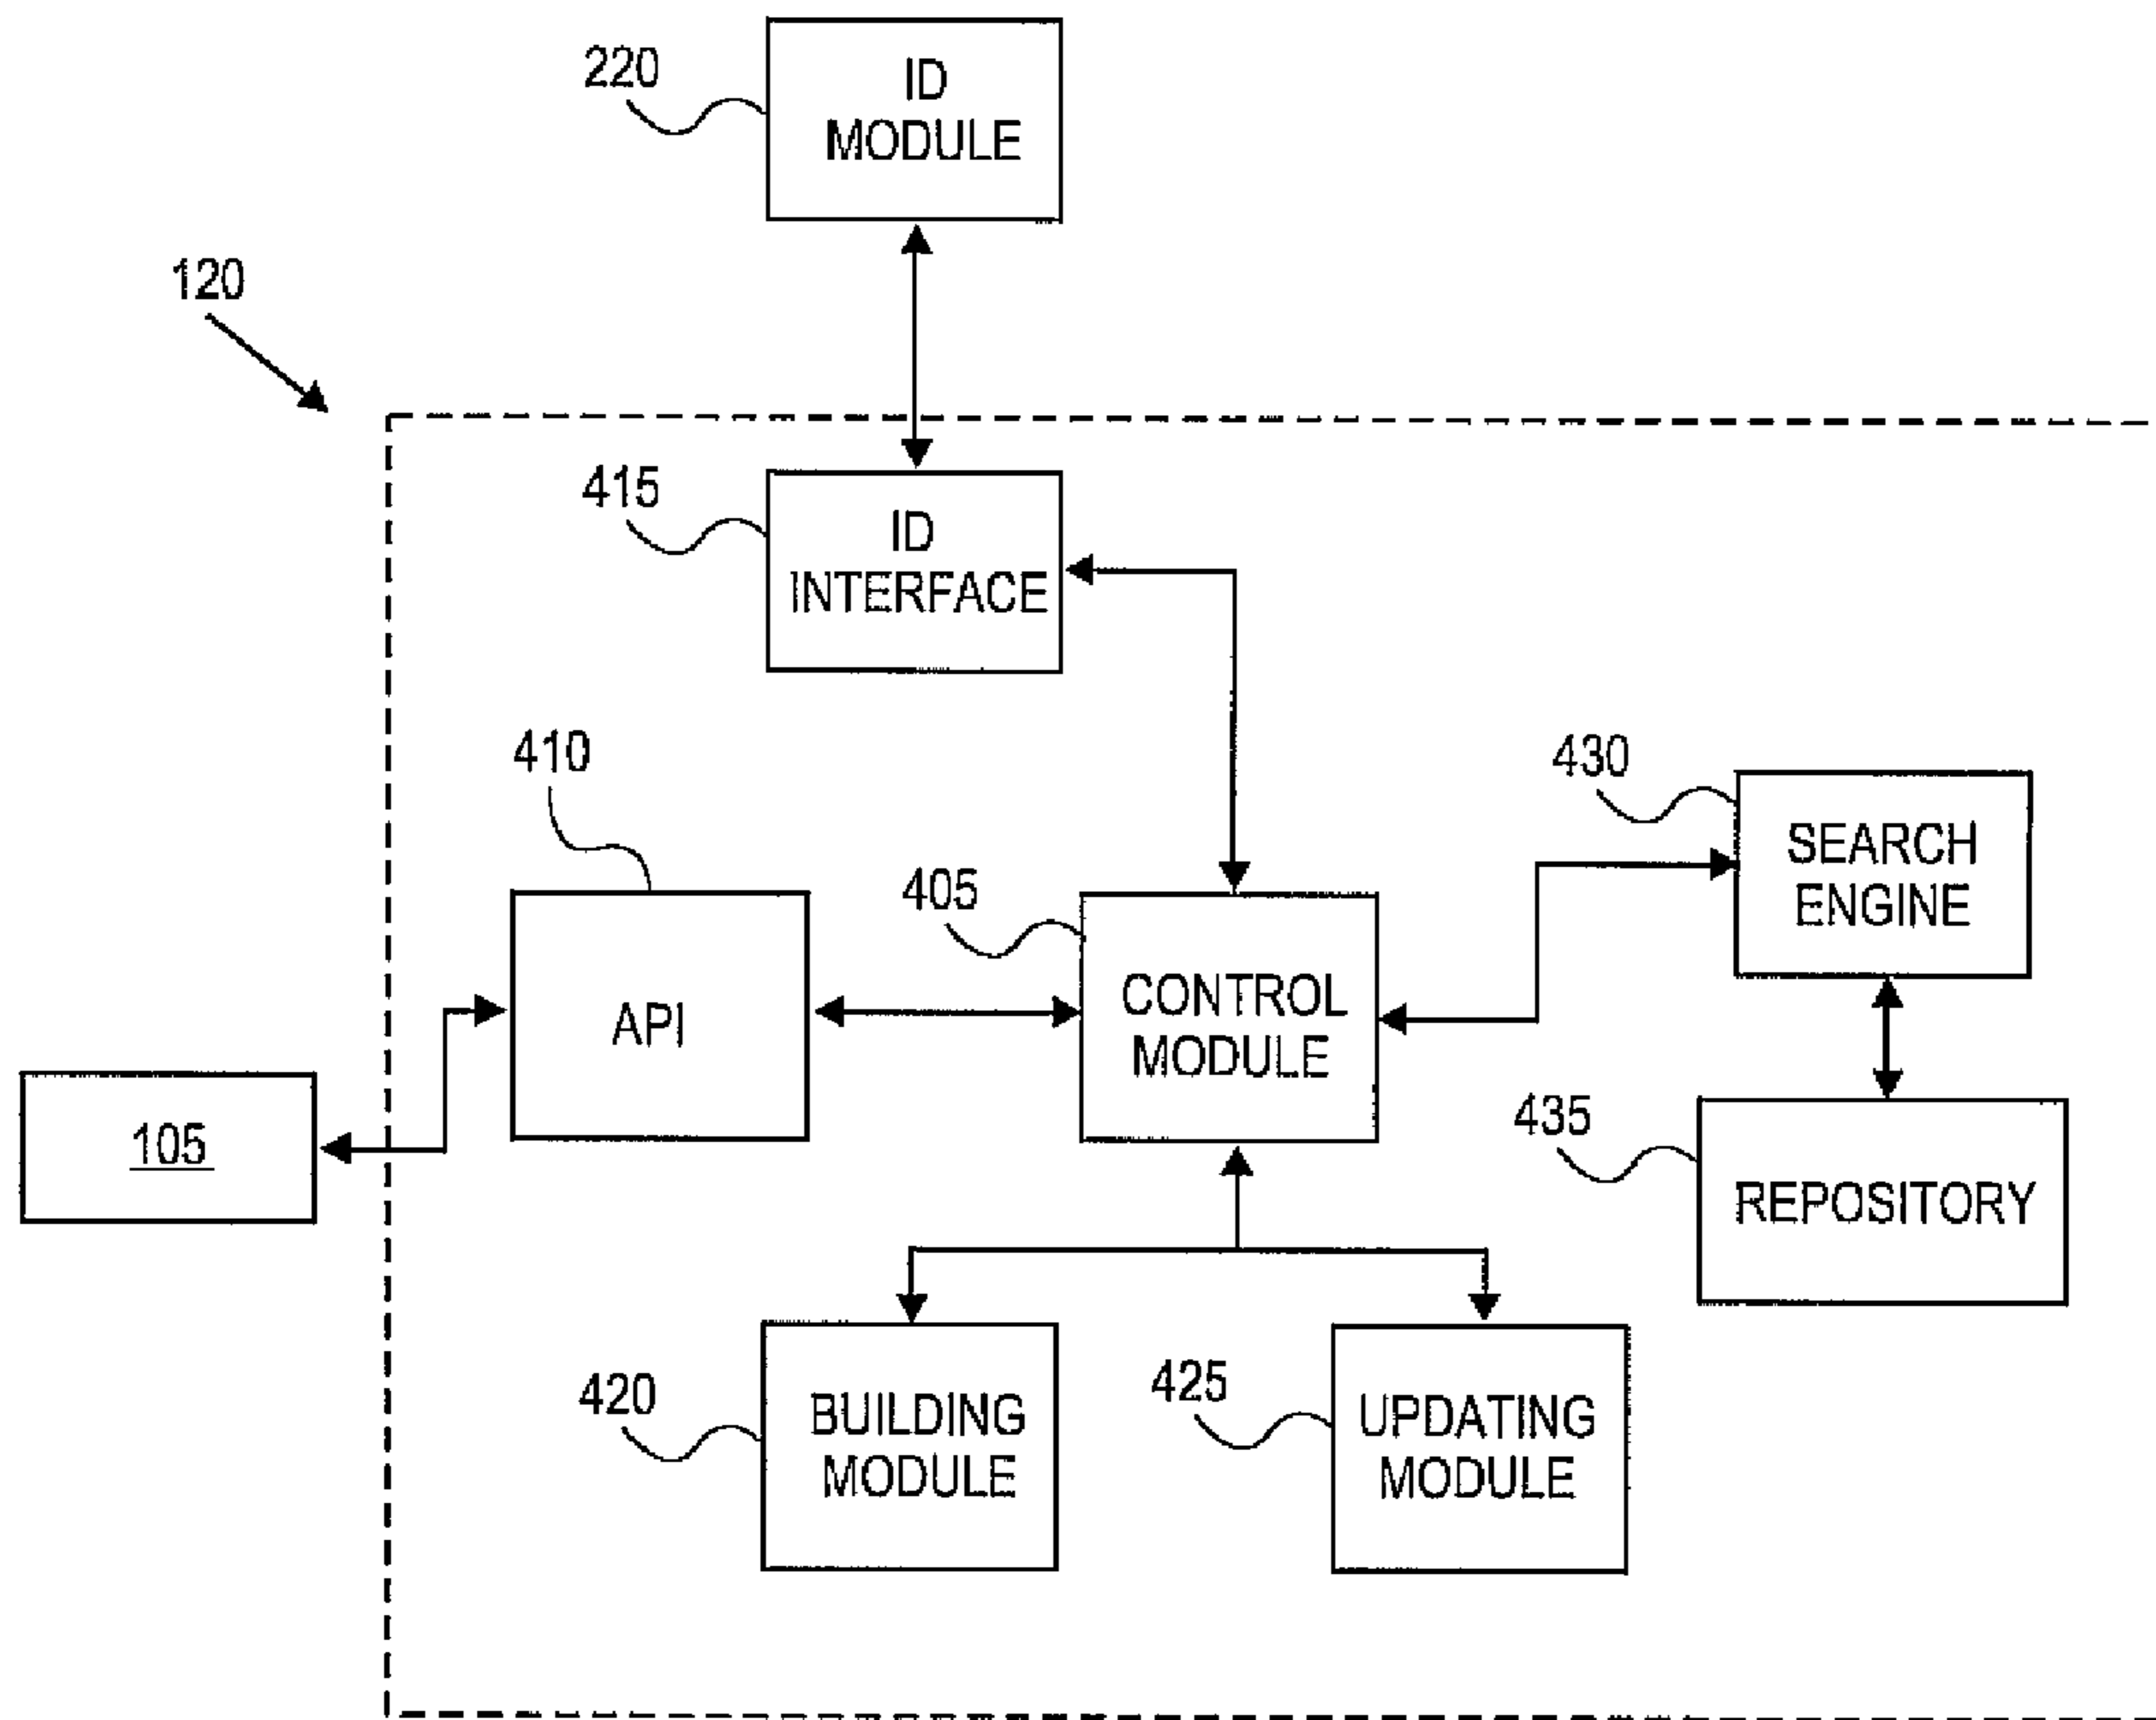 220
ID
MODULE
120
415
ID
INTERFACE
410
430
SEARCH
ENGINE
405
CONTROL
MODULE
API
105
435
REPOSITORY
420
BUILDING
MODULE
425
UPDATING
MODULE